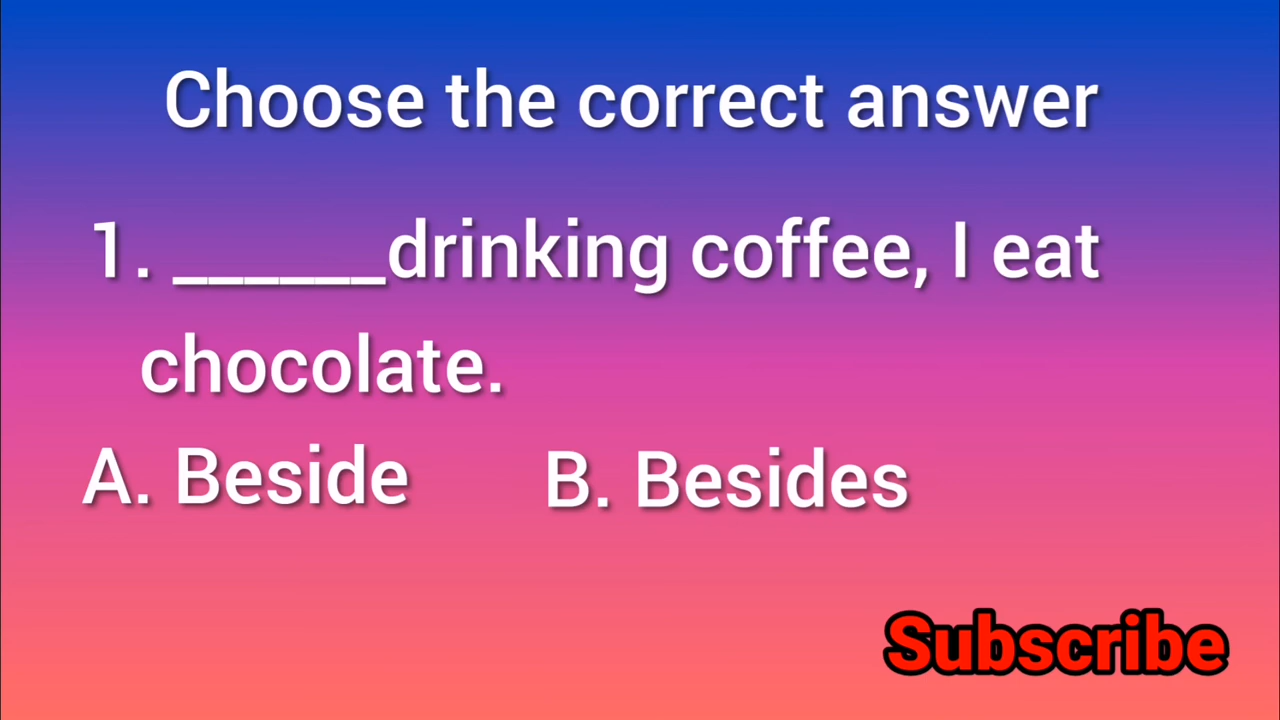 Choose the correct answer
1. ______drinking coffee, I eat
chocolate.
A. Beside B. Besides
Subscribe